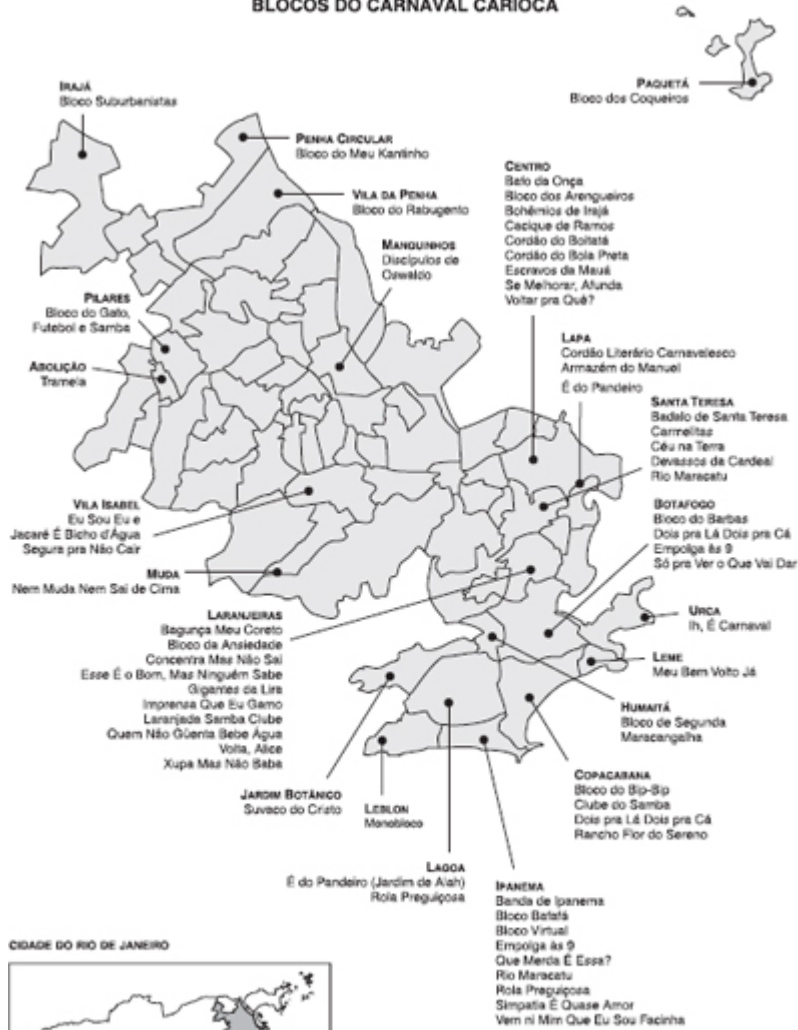 BLOCOS DO CARNAVAL CARIOCA
IRAJÁ
Bloco Suburbanistas
PAQUETÁ
Bloco dos Coqueiros
PENHA CIRCULAR
Bloco do Meu Kantinho
VILA DA PENHA
Bloco do Rabugento
MANGUINHOS
Discípulos de
Oswaldo
CENTRO
Bafo da Onça
Bloco dos Arengueiros
Bohêmios de Irajá
Cacique de Ramos
Cordão do Boitatá
Cordão do Bola Preta
Escravos da Mauá
Se Melhorar, Afunda
Voltar pra Quê?
PILARES
Bloco do Gato,
Futebol e Samba
ABOLIÇÃO
Tramela
LAPA
Cordão Literário Carnavalesco
Armazém do Manuel
É do Pandeiro
SANTA TERESA
Badalo de Santa Teresa
Carmelitas
Céu na Terra
Devassos da Cardeal
Rio Maracatu
VILA ISABEL
Eu Sou Eu e
Jacaré É Bicho d'Água
Segura pra Não Cair
BOTAFOGO
Bloco do Barbas
Dois pra Lá Dois pra Cá
Empolga às 9
Só pra Ver o Que Vai Dar
MUDA
Nem Muda Nem Sai de Cima
LARANJEIRAS
Bagunça Meu Coreto
Bloco da Ansiedade
Concentra Mas Não Sai
Esse É o Bom, Mas Ninguém Sabe
Gigantes da Lira
Imprensa Que Eu Gamo
Laranjada Samba Clube
Quem Não Güenta Bebe Água
Volta, Alice
Xupa Mas Não Baba
URCA
Ih, É Carnaval
LEME
Meu Bem Volto Já
HUMAITÁ
Bloco de Segunda
Maracangalha
JARDIM BOTÂNICO
Suvaco do Cristo
LEBLON
Monobloco
COPACABANA
Bloco do Bip-Bip
Clube do Samba
Dois pra Lá Dois pra Cá
Rancho Flor do Sereno
LAGOA
É do Pandeiro (Jardim de Alah)
Rola Preguiçosa
IPANEMA
Banda de Ipanema
Bloco Bafafá
Bloco Virtual
Empolga às 9
Que Merda É Essa?
Rio Maracatu
Rola Preguiçosa
Simpatia É Quase Amor
Vem ni Mim Que Eu Sou Facinha
CIDADE DO RIO DE JANEIRO